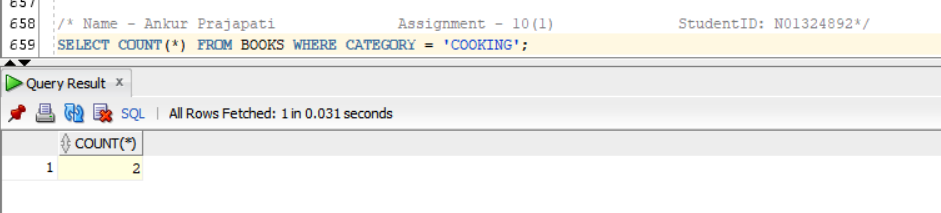 657
658 /* Name - Ankur Prajapati Assignment - 10(1) StudentID: N01324892*/
659 SELECT COUNT(*) FROM BOOKS WHERE CATEGORY = 'COOKING';
Query Result x
SQL | All Rows Fetched: 1 in 0.031 seconds
COUNT(*)
1 2